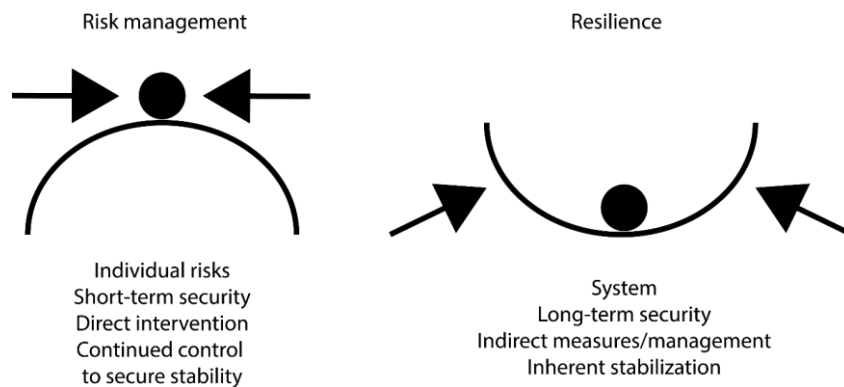 Risk management
Individual risks
Short-term security
Direct intervention
Continued control
to secure stability
Resilience
System
Long-term security
Indirect measures/management
Inherent stabilization